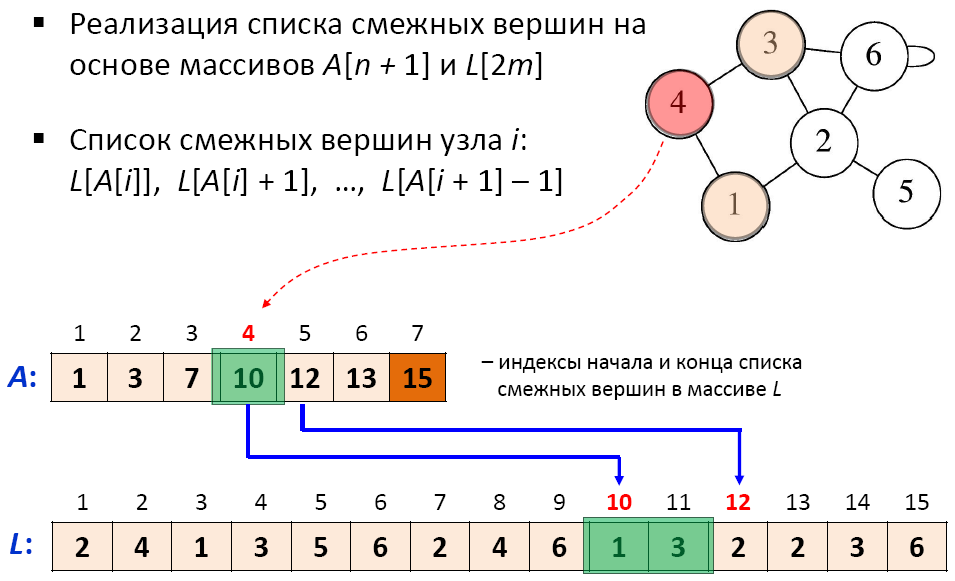 ▪ Реализация списка смежных вершин на
основе массивов A[n + 1] и L[2m]
▪ Список смежных вершин узла i:
L[A[i]], L[A[i] + 1], …, L[A[i + 1] – 1]
3
6
4
2
1
5
1 2 3 4 5 6 7
A: 1 3 7 10 12 13 15
– индексы начала и конца списка
смежных вершин в массиве L
1 2 3 4 5 6 7 8 9 10 11 12 13 14 15
L: 2 4 1 3 5 6 2 4 6 1 3 2 2 3 6